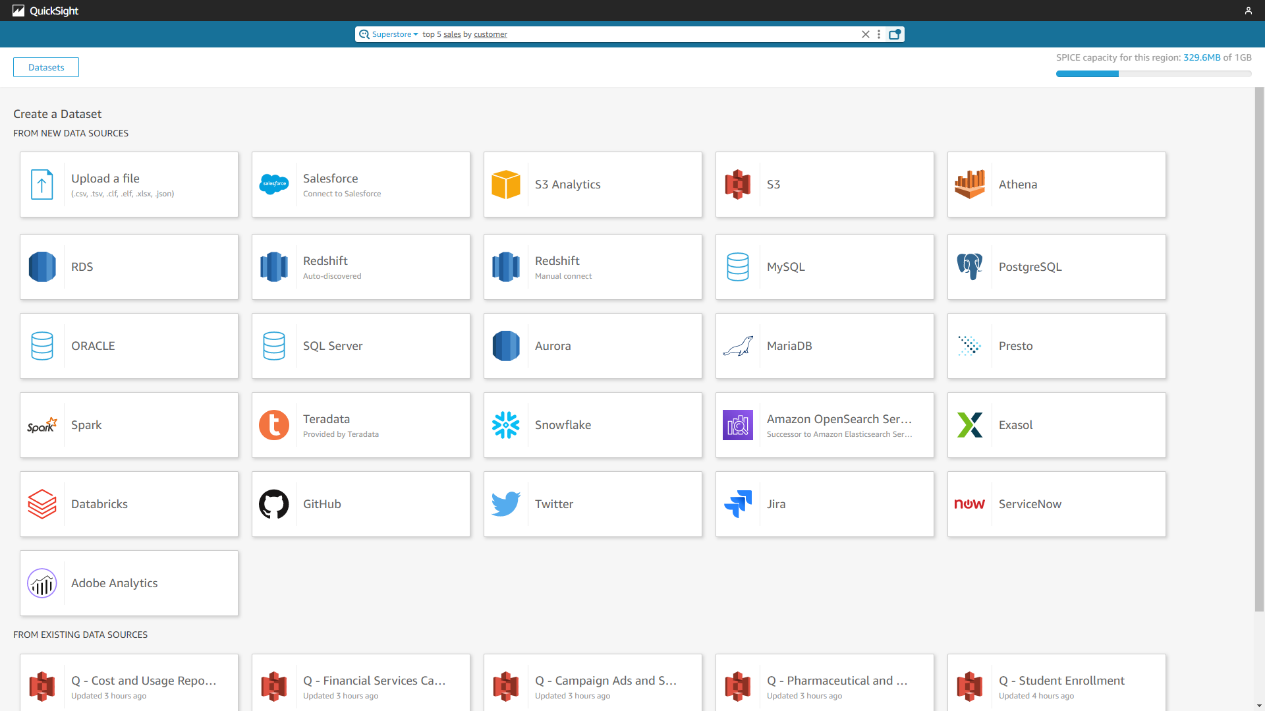 QuickSight
Superstore top 5 sales by customer
Datasets
SPICE capacity for this region: 329.6MB of 1GB
Create a Dataset
FROM NEW DATA SOURCES
Upload a file
(.csv, .tsv, .clf, .elf, .xlsx, .json)
salesforce
Salesforce
Connect to Salesforce
S3 Analytics
S3
Athena
RDS
Redshift
Auto-discovered
Redshift
Manual connect
MySQL
PostgreSQL
ORACLE
SQL Server
Aurora
MariaDB
Presto
Spark
Spark
t
Teradata
Provided by Teradata
Snowflake
Amazon OpenSearch Ser...
Successor to Amazon Elasticsearch Ser...
Exasol
Databricks
GitHub
Twitter
Jira
now
ServiceNow
Adobe Analytics
FROM EXISTING DATA SOURCES
Q - Cost and Usage Repo...
Updated 3 hours ago
Q - Financial Services Ca...
Updated 3 hours ago
Q - Campaign Ads and S...
Updated 3 hours ago
Q - Pharmaceutical and ...
Updated 3 hours ago
Q - Student Enrollment
Updated 4 hours ago